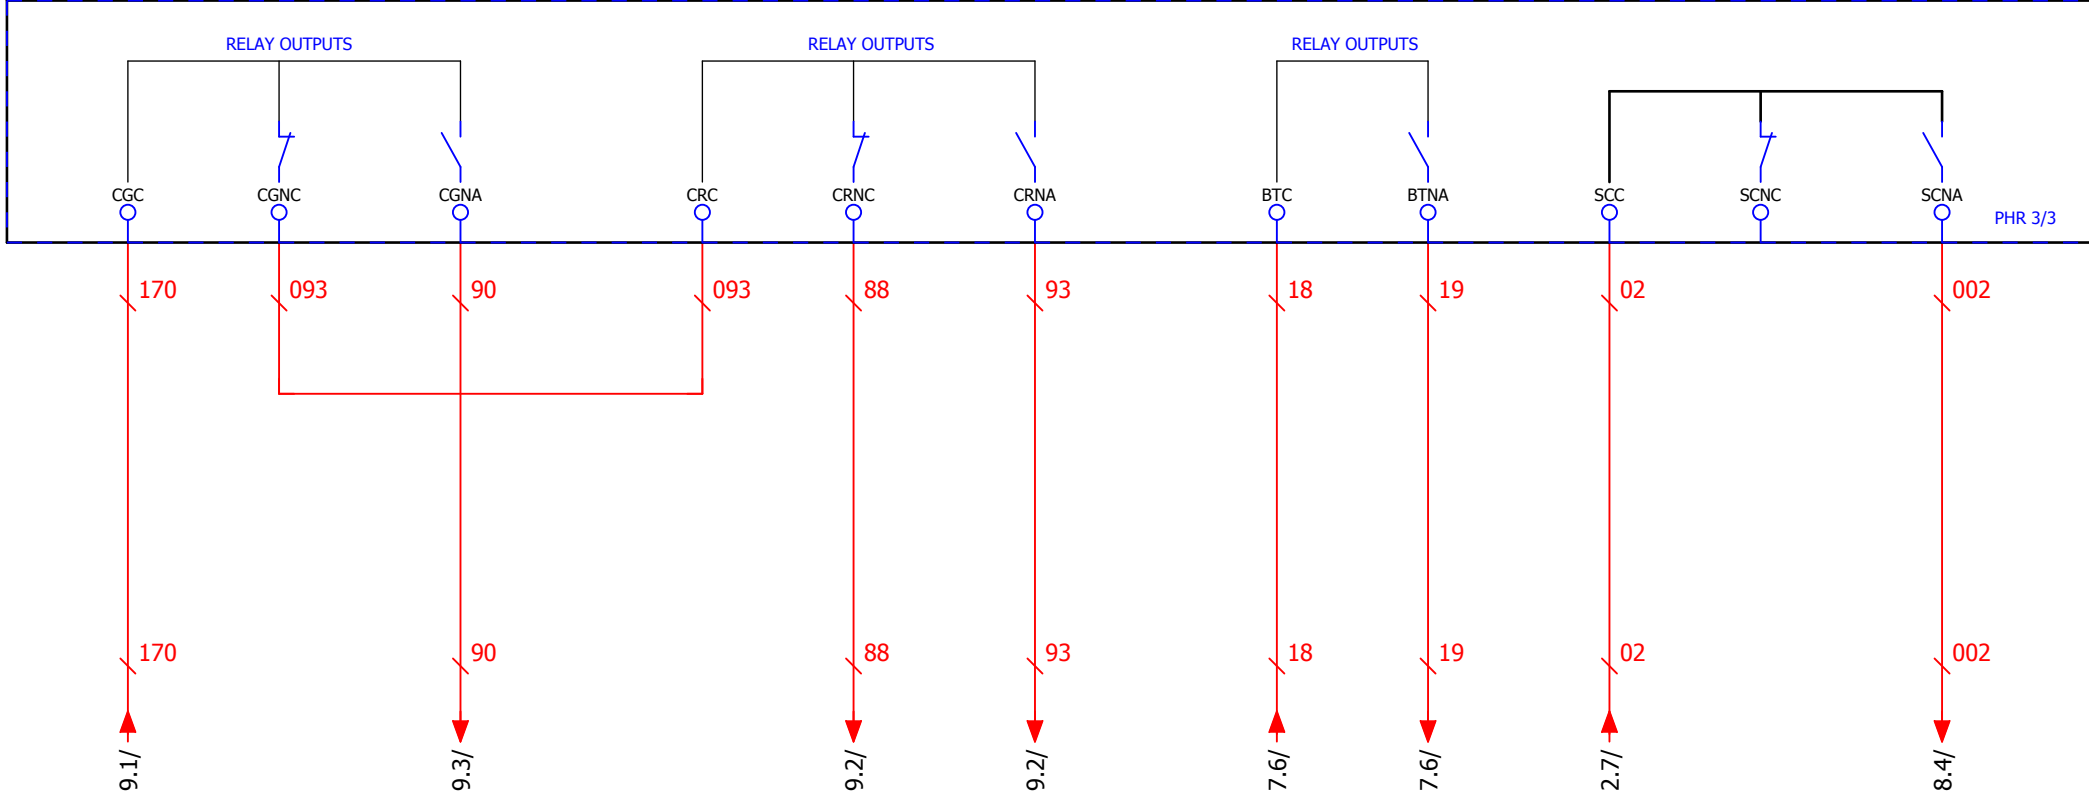 RELAY OUTPUTS RELAY OUTPUTS RELAY OUTPUTS
CGC CGNC CGNA CRC CRNC CRNA BTC BTNA SCC SCNC SCNA
PHR 3/3
170 093 90 093 88 93 18 19 02 002
170 90 88 93 18 19 02 002
9.1/ 9.3/ 9.2/ 9.2/ 7.6/ 7.6/ 2.7/ 8.4/